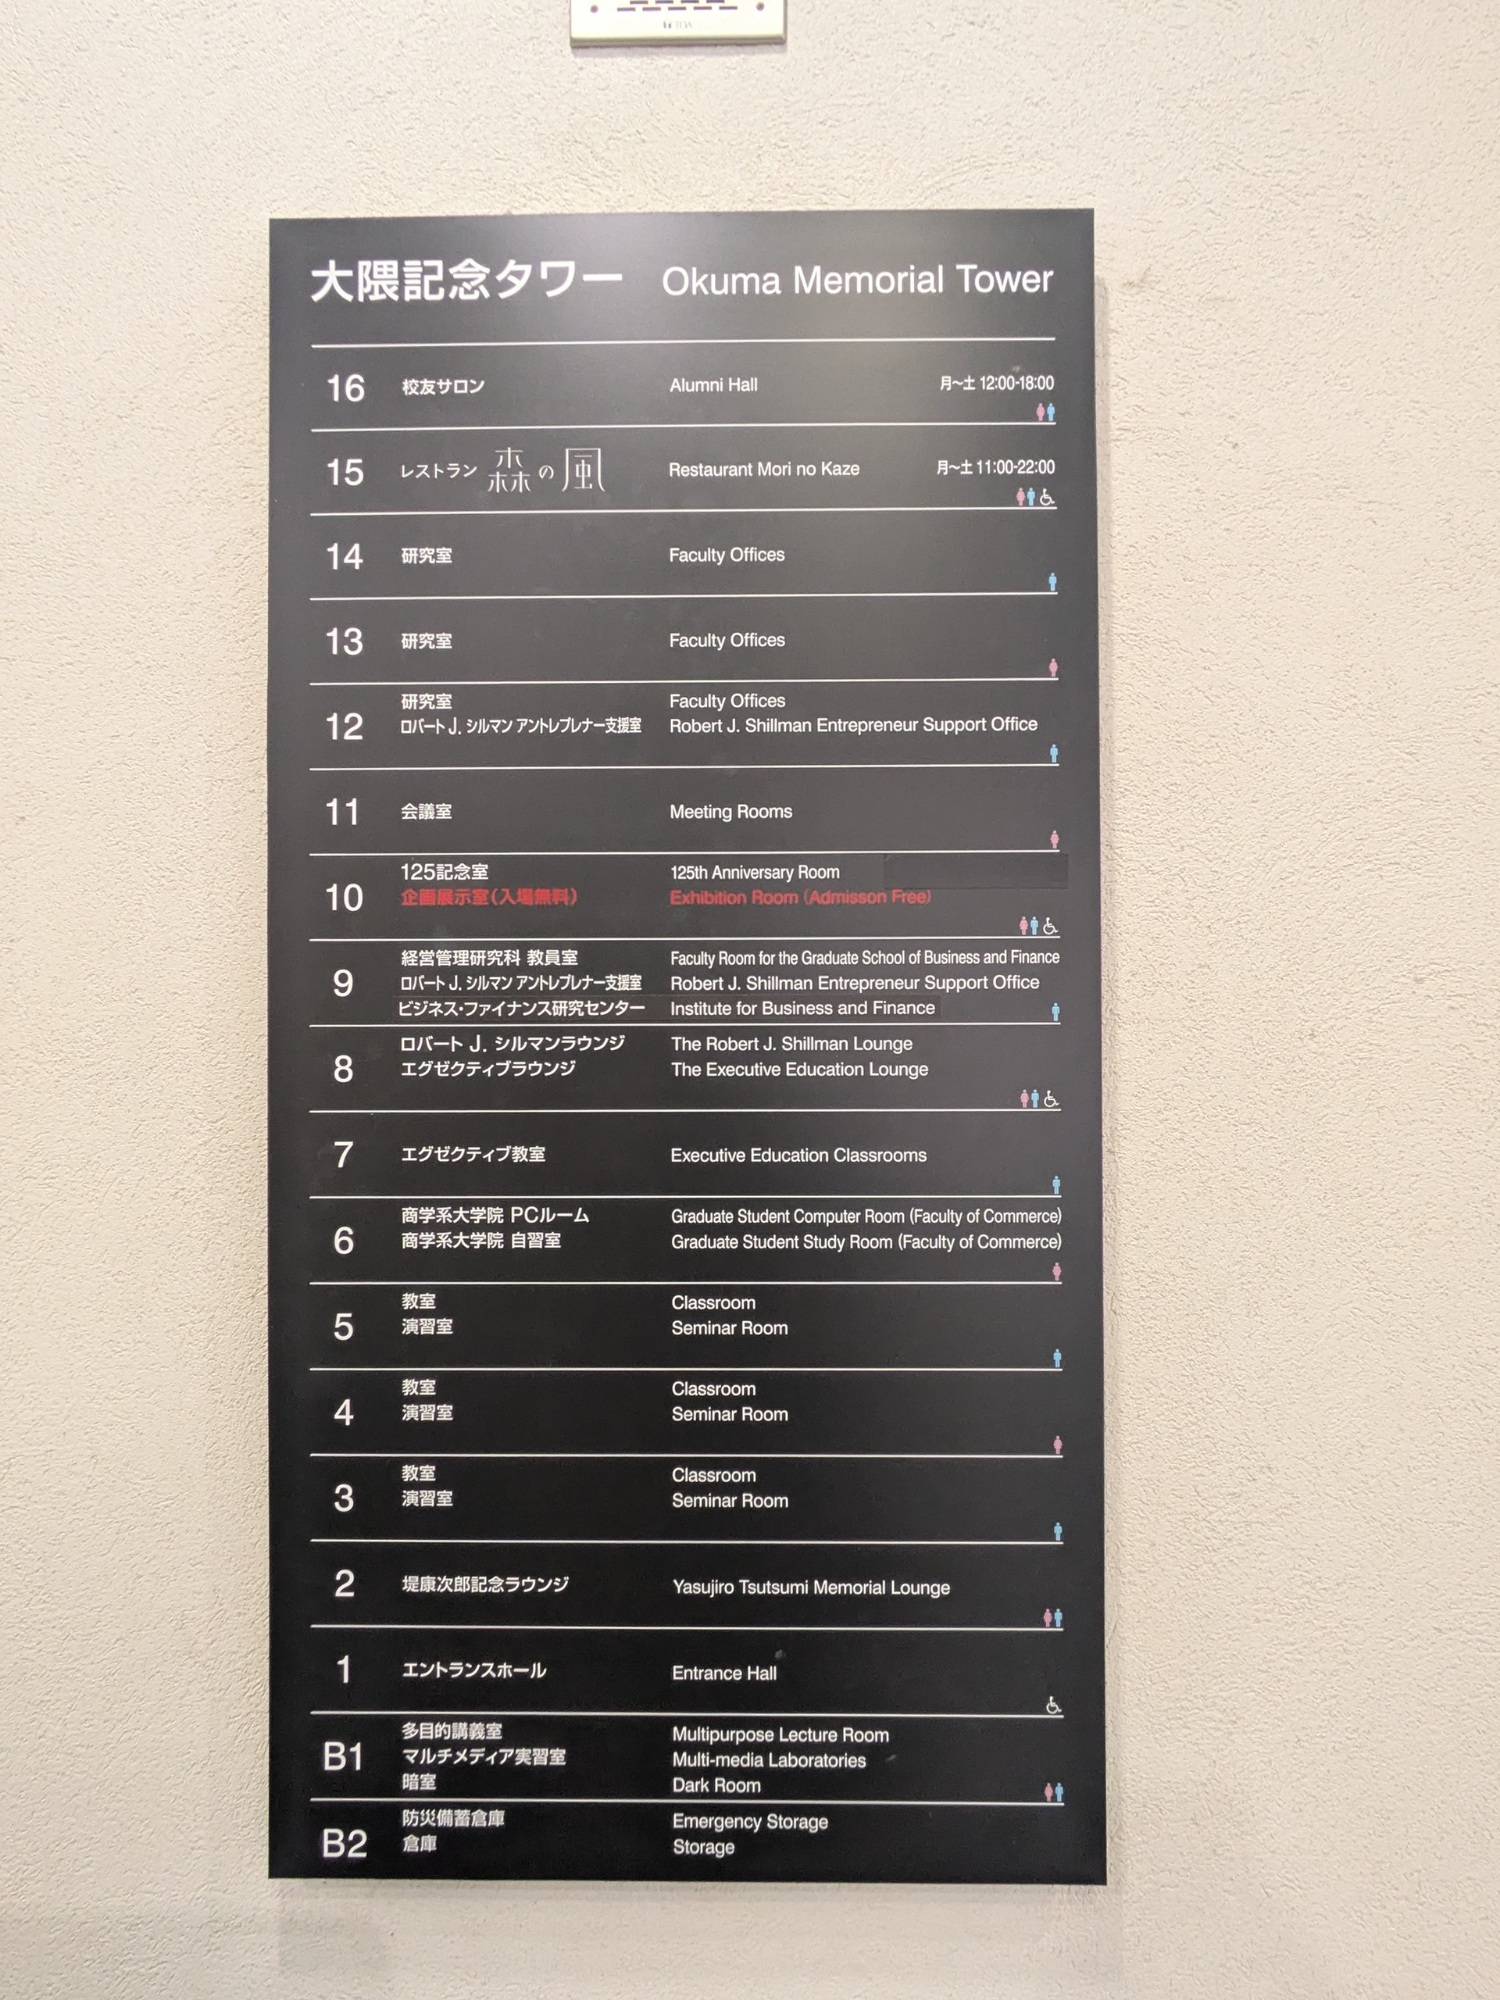 TOA
大隈記念タワー Okuma Memorial Tower
16 校友サロン Alumni Hall 月〜土 12:00-18:00
15 レストラン 森の風 Restaurant Mori no Kaze 月〜土 11:00-22:00
14 研究室 Faculty Offices
13 研究室 Faculty Offices
12 研究室 Faculty Offices
ロバート J. シルマン アントレプレナー支援室 Robert J. Shillman Entrepreneur Support Office
11 会議室 Meeting Rooms
10 125記念室 125th Anniversary Room
企画展示室(入場無料) Exhibition Room (Admisson Free)
9 経営管理研究科 教員室 Faculty Room for the Graduate School of Business and Finance
ロバート J. シルマン アントレプレナー支援室 Robert J. Shillman Entrepreneur Support Office
ビジネス・ファイナンス研究センター Institute for Business and Finance
8 ロバート J. シルマンラウンジ The Robert J. Shillman Lounge
エグゼクティブラウンジ The Executive Education Lounge
7 エグゼクティブ教室 Executive Education Classrooms
6 商学系大学院 PCルーム Graduate Student Computer Room (Faculty of Commerce)
商学系大学院 自習室 Graduate Student Study Room (Faculty of Commerce)
5 教室 Classroom
演習室 Seminar Room
4 教室 Classroom
演習室 Seminar Room
3 教室 Classroom
演習室 Seminar Room
2 堤康次郎記念ラウンジ Yasujiro Tsutsumi Memorial Lounge
1 エントランスホール Entrance Hall
B1 多目的講義室 Multipurpose Lecture Room
マルチメディア実習室 Multi-media Laboratories
暗室 Dark Room
B2 防災備蓄倉庫 Emergency Storage
倉庫 Storage